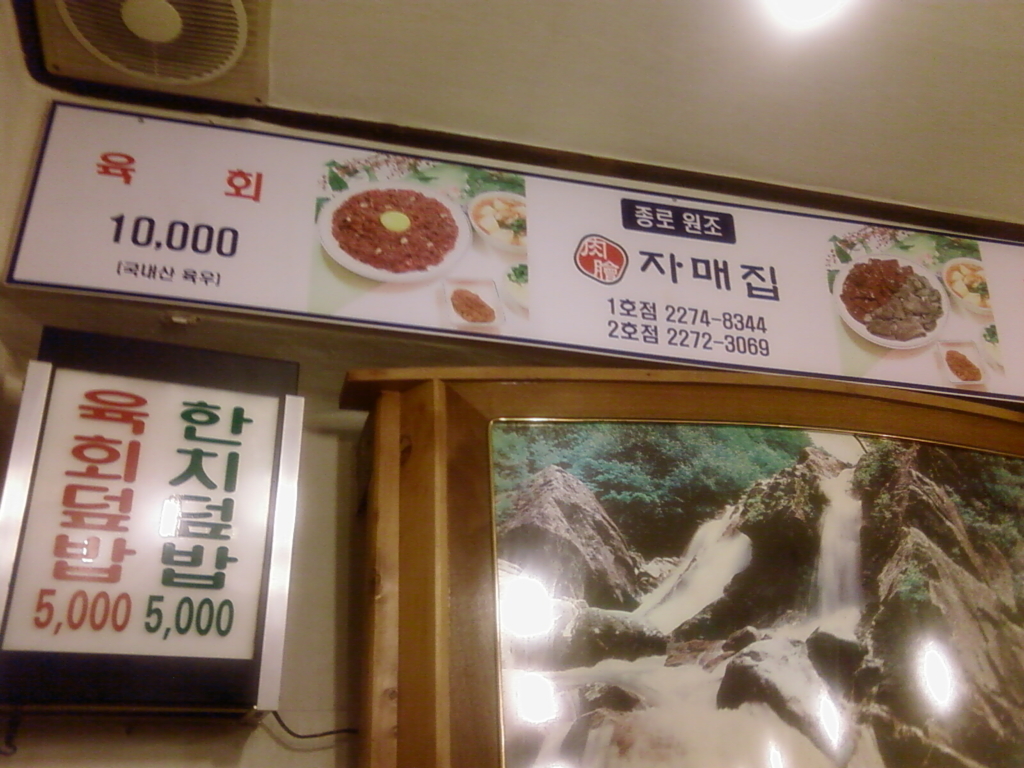 육 회
10,000
(국내산 육우)
종로 원조
肉膾 자매집
1호점 2274-8344
2호점 2272-3069
육회덮밥
5,000
한치덮밥
5,000